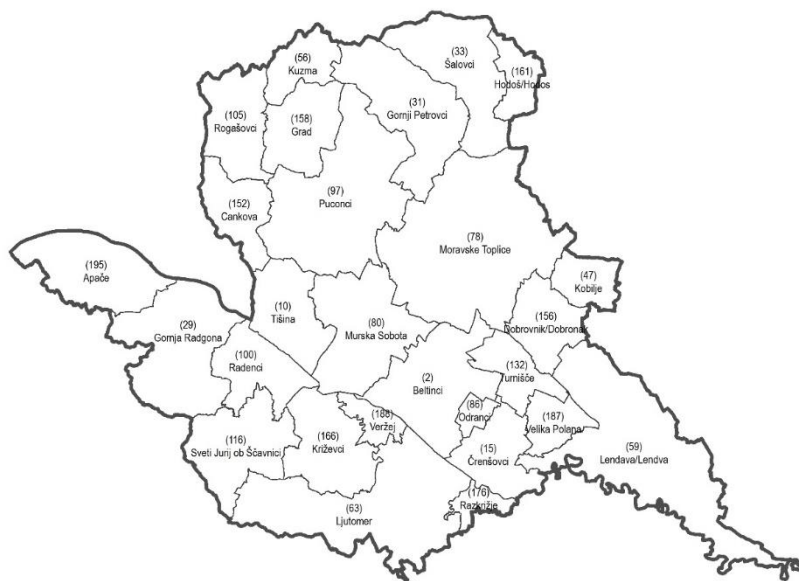 (33)
Šalovci
(56)
Kuzma
(161)
Hodoš/Hodos
(31)
Gornji Petrovci
(105)
Rogašovci
(158)
Grad
(97)
Puconci
(152)
Cankova
(78)
Moravske Toplice
(195)
Apače
(47)
Kobilje
(10)
Tišina
(156)
Dobrovnik/Dobronak
(29)
Gornja Radgona
(80)
Murska Sobota
(100)
Radenci
(132)
Turnišče
(2)
Beltinci
(86)
Odranci
(188)
Veržej
(187)
Velika Polana
(116)
Sveti Jurij ob Ščavnici
(166)
Križevci
(15)
Črenšovci
(59)
Lendava/Lendva
(176)
Razkrižje
(63)
Ljutomer